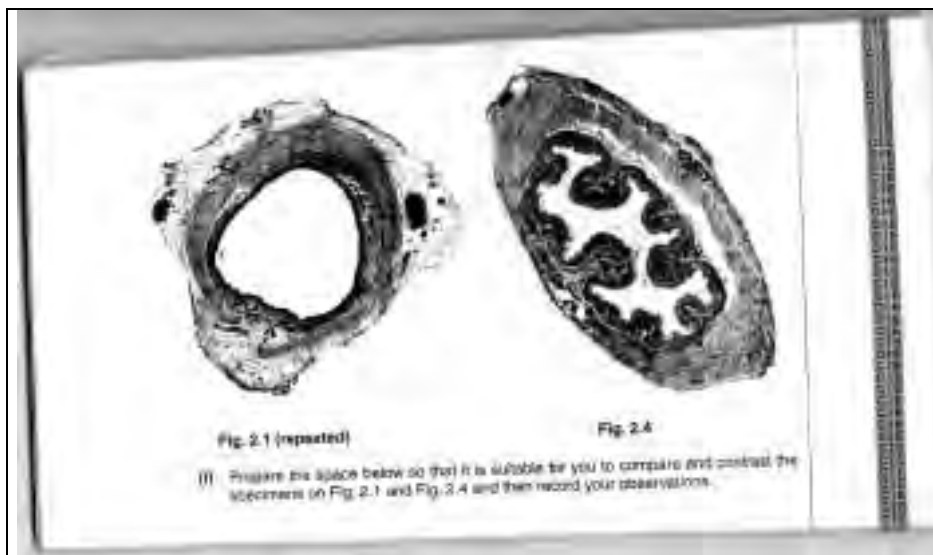 Fig. 2.1 (repeated)
Fig. 2.4
(i) Prepare the space below so that it is suitable for you to compare and contrast the
specimens on Fig. 2.1 and Fig. 2.4 and then record your observations.